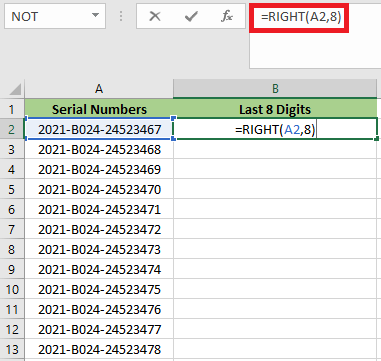 NOT fx =RIGHT(A2,8)
A B
1 Serial Numbers Last 8 Digits
2 2021-B024-24523467 =RIGHT(A2,8)
3 2021-B024-24523468
4 2021-B024-24523469
5 2021-B024-24523470
6 2021-B024-24523471
7 2021-B024-24523472
8 2021-B024-24523473
9 2021-B024-24523474
10 2021-B024-24523475
11 2021-B024-24523476
12 2021-B024-24523477
13 2021-B024-24523478